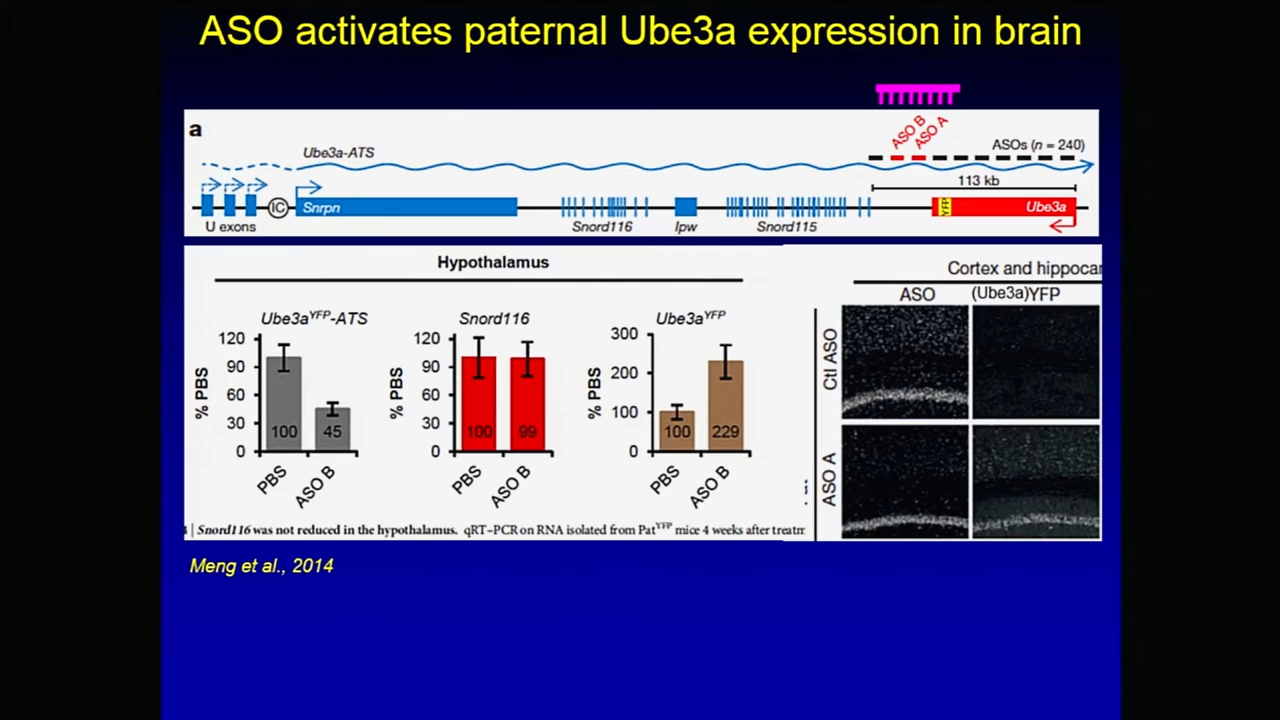 ASO activates paternal Ube3a expression in brain
a
Ube3a-ATS
ASO B
ASO A
ASOs (n = 240)
113 kb
IC
Snrpn
YFP
Ube3a
U exons
Snord116
Ipw
Snord115
Hypothalamus
Ube3aYFP-ATS
% PBS
120
90
60
30
0
100
45
PBS
ASO B
Snord116
% PBS
120
90
60
30
0
100
99
PBS
ASO B
Ube3aYFP
% PBS
300
200
100
0
100
229
PBS
ASO B
Snord116 was not reduced in the hypothalamus. qRT–PCR on RNA isolated from PatYFP mice 4 weeks after treatm
Cortex and hippocar
ASO
(Ube3a)YFP
Ctl ASO
ASO A
Meng et al., 2014